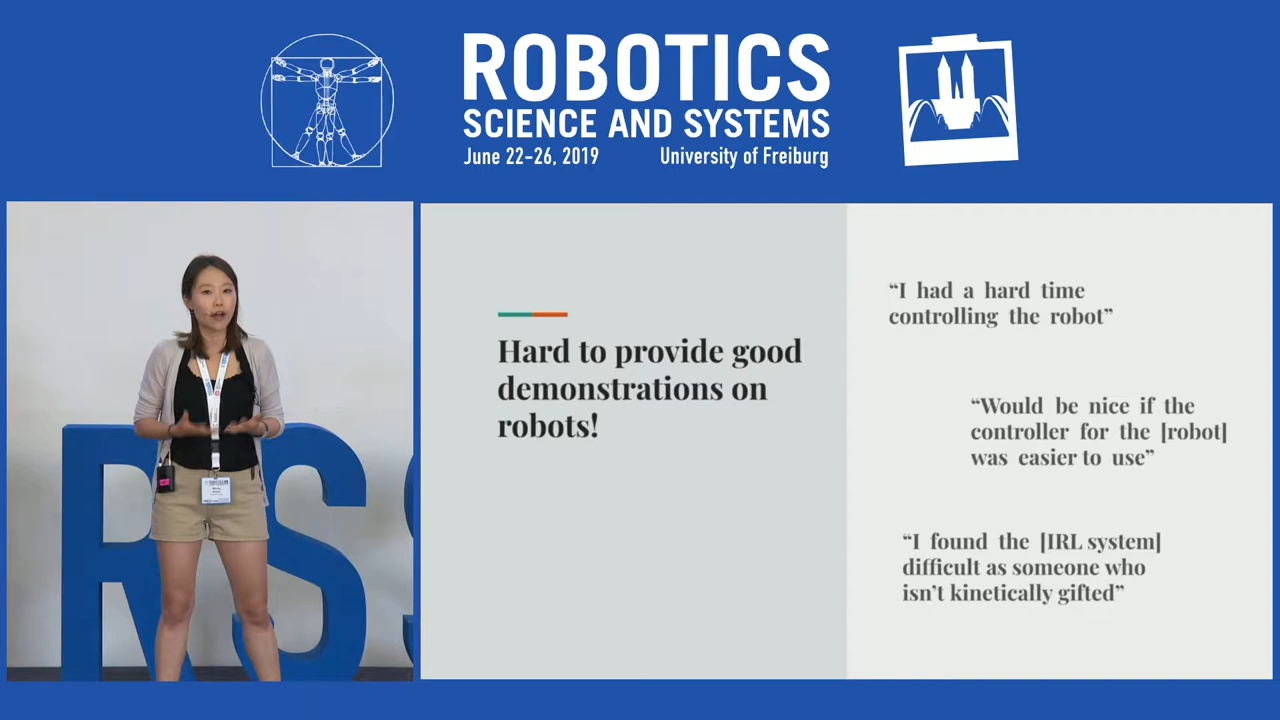 ROBOTICS
SCIENCE AND SYSTEMS
June 22-26, 2019 University of Freiburg
RSS
Hard to provide good
demonstrations on
robots!
“I had a hard time
controlling the robot”
“Would be nice if the
controller for the [robot]
was easier to use”
“I found the [IRL system]
difficult as someone who
isn’t kinetically gifted”